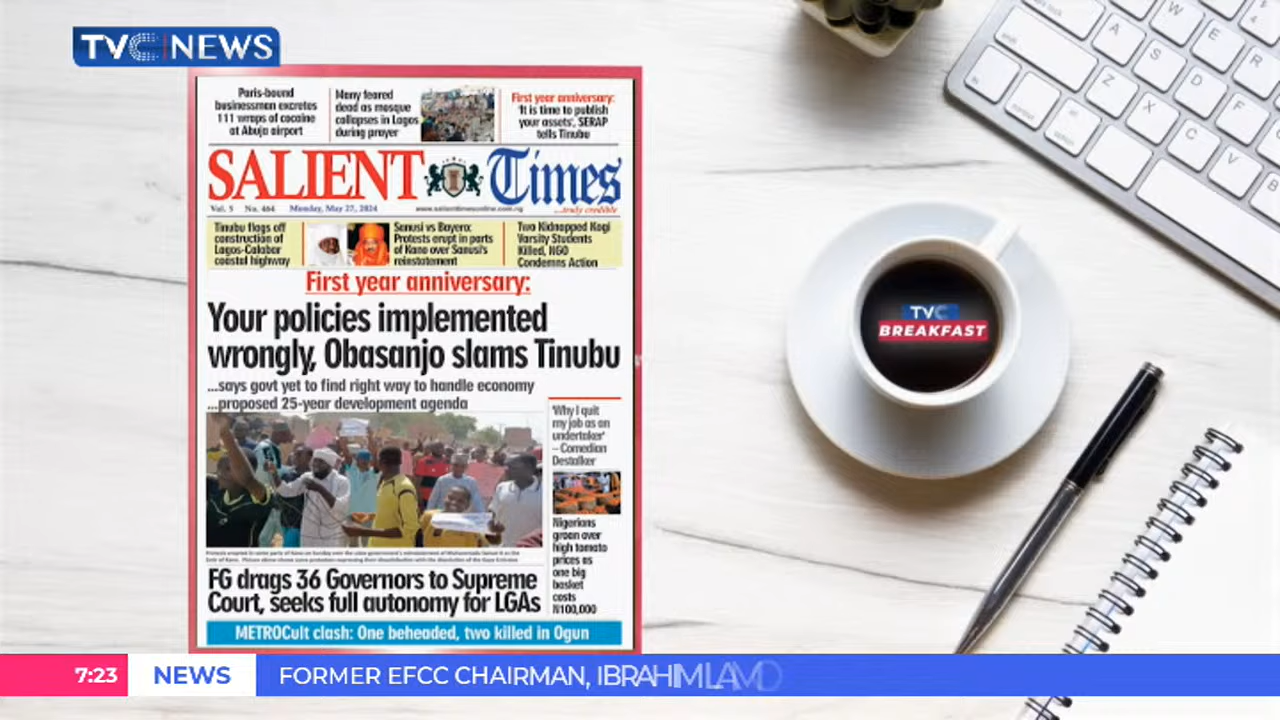 TVC NEWS
Paris-bound
businessman excretes
111 wraps of cocaine
at Abuja airport
Many feared
dead as mosque
collapses in Lagos
during prayer
First year anniversary:
'It is time to publish
your assets', SERAP
tells Tinubu
SALIENT Times
Vol. 5 No. 464 Monday, May 27, 2024 www.salienttimesonline.com.ng ...truly credible
Tinubu flags off
construction of
Lagos-Calabar
coastal highway
Sanusi vs Bayero:
Protests erupt in parts
of Kano over Sanusi's
reinstatement
Two Kidnapped Kogi
Varsity Students
Killed, NGO
Condemns Action
First year anniversary:
Your policies implemented
wrongly, Obasanjo slams Tinubu
...says govt yet to find right way to handle economy
...proposed 25-year development agenda
'Why I quit
my job as an
undertaker'
– Comedian
Destalker
Nigerians
groan over
high tomato
prices as
one big
basket
costs
N100,000
FG drags 36 Governors to Supreme
Court, seeks full autonomy for LGAs
METROCult clash: One beheaded, two killed in Ogun
TVC
BREAKFAST
7:23 NEWS FORMER EFCC CHAIRMAN, IBRAHIM LAMO